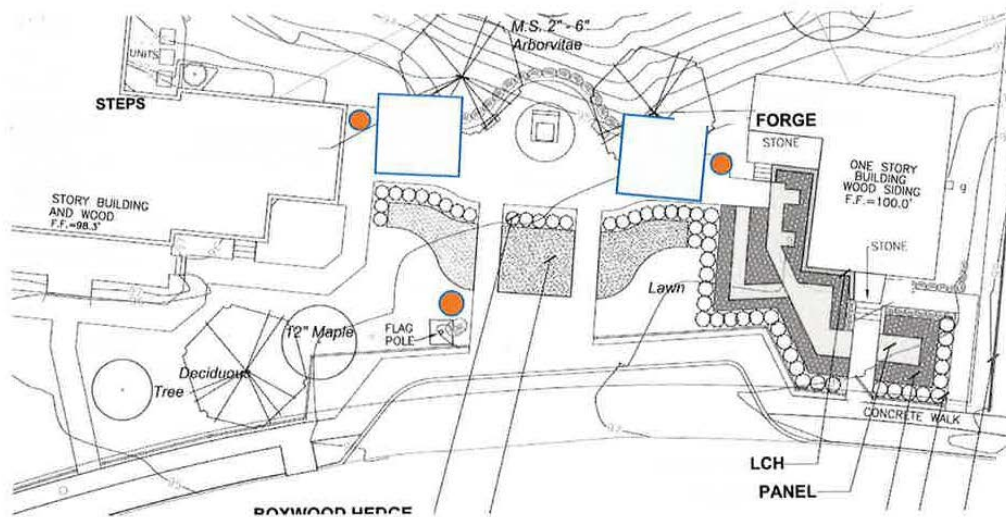 M.S. 2" - 6"
Arborvitae
UNITS
STEPS
FORGE
STONE
ONE STORY
BUILDING
WOOD SIDING
F.F.=100.0'
STORY BUILDING
AND WOOD
F.F.=98.3'
STONE
Lawn
12" Maple
FLAG
POLE
Deciduous
Tree
CONCRETE WALK
LCH
PANEL
BOXWOOD HEDGE